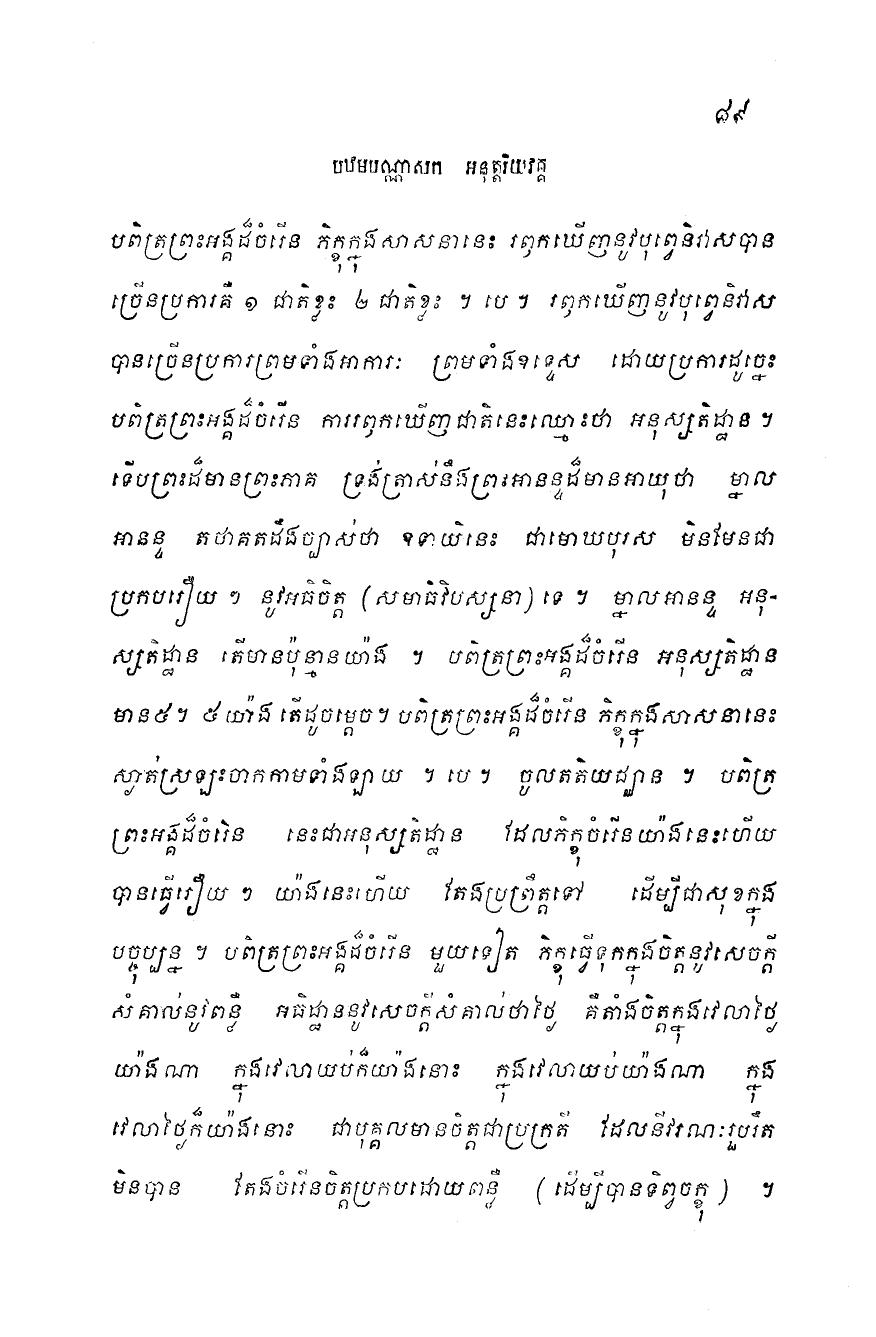 ៨៩
បឋមបណ្ណាសក អនុត្តរិយវគ្គ
បពិត្រព្រះអង្គដ៏ចំរើន ភិក្ខុក្នុងសាសនានេះ រឭកឃើញនូវបុព្វេនិវាសបាន
ច្រើនប្រការគឺ ១ ជាតិខ្លះ ២ ជាតិខ្លះ ។ បេ ។ រឭកឃើញនូវបុព្វេនិវាស
បានច្រើនប្រការព្រមទាំងអាការៈ ព្រមទាំងឧទ្ទេស ដោយប្រការដូច្នេះ
បពិត្រព្រះអង្គដ៏ចំរើន ការរឭកឃើញជាតិនេះឈ្មោះថា អនុស្សតិដ្ឋាន ។
ទើបព្រះដ៏មានព្រះភាគ ទ្រង់ត្រាស់នឹងព្រះអានន្ទដ៏មានអាយុថា ម្នាល
អានន្ទ តថាគតដឹងច្បាស់ថា ឧទាយិនេះ ជាមោឃបុរស មិនមែនជា
ប្រកបរឿយ ៗ នូវអធិចិត្ត (សមាធិវិបស្សនា) ទេ ។ ម្នាលអានន្ទ អនុ-
ស្សតិដ្ឋាន តើមានប៉ុន្មានយ៉ាង ។ បពិត្រព្រះអង្គដ៏ចំរើន អនុស្សតិដ្ឋាន
មាន៥។ ៥យ៉ាង តើដូចម្តេច។ បពិត្រព្រះអង្គដ៏ចំរើន ភិក្ខុក្នុងសាសនានេះ
ស្ងាត់ស្រឡះចាកកាមទាំងឡាយ ។ បេ ។ ចូលតតិយជ្ឈាន ។ បពិត្រ
ព្រះអង្គដ៏ចំរើន នេះជាអនុស្សតិដ្ឋាន ដែលភិក្ខុចំរើនយ៉ាងនេះហើយ
បានធ្វើរឿយ ៗ យ៉ាងនេះហើយ តែងប្រព្រឹត្តទៅ ដើម្បីជាសុខក្នុង
បច្ចុប្បន្ន ។ បពិត្រព្រះអង្គដ៏ចំរើន មួយទៀត ភិក្ខុធ្វើទុកក្នុងចិត្តនូវសេចក្តី
សំគាល់នូវពន្លឺ អធិដ្ឋាននូវសេចក្តីសំគាល់ថាថ្ងៃ គឺតាំងចិត្តក្នុងវេលាថ្ងៃ
យ៉ាងណា ក្នុងវេលាយប់ក៏យ៉ាងនោះ ក្នុងវេលាយប់យ៉ាងណា ក្នុង
វេលាថ្ងៃក៏យ៉ាងនោះ ជាបុគ្គលមានចិត្តជាប្រក្រតី ដែលនីវរណៈរួបរឹត
មិនបាន តែងចំរើនចិត្តប្រកបដោយពន្លឺ (ដើម្បីបានទិព្វចក្ខុ) ។